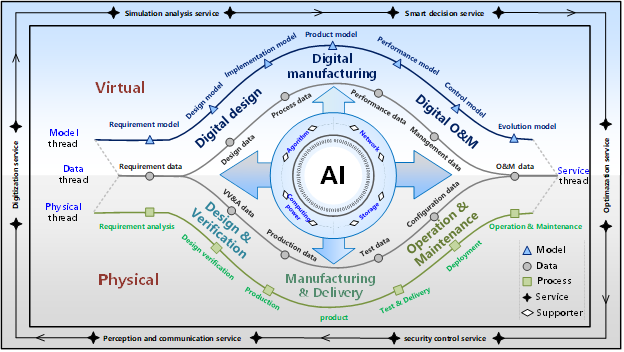 Simulation analysis service
Smart decision service
Product model
Implementation model
Performance model
Digital
manufacturing
Virtual
Design model
Control model
Process data
Performance data
Digital design
Digital O&M
Requirement model
Evolution model
Model
thread
Design data
Management data
Algorithm
Network
Digitization service
Data
thread
Requirement data
AI
O&M data
Service
thread
Optimazation service
VV&A data
Configuration data
Computing
power
Storage
Physical
thread
Requirement analysis
Design &
Verification
Operation &
Maintenance
Operation & Maintenance
Production data
Test data
Design verification
Deployment
Physical
Manufacturing
& Delivery
Production
Test & Delivery
product
Model
Data
Process
Service
Supporter
Perception and communication service
security control service